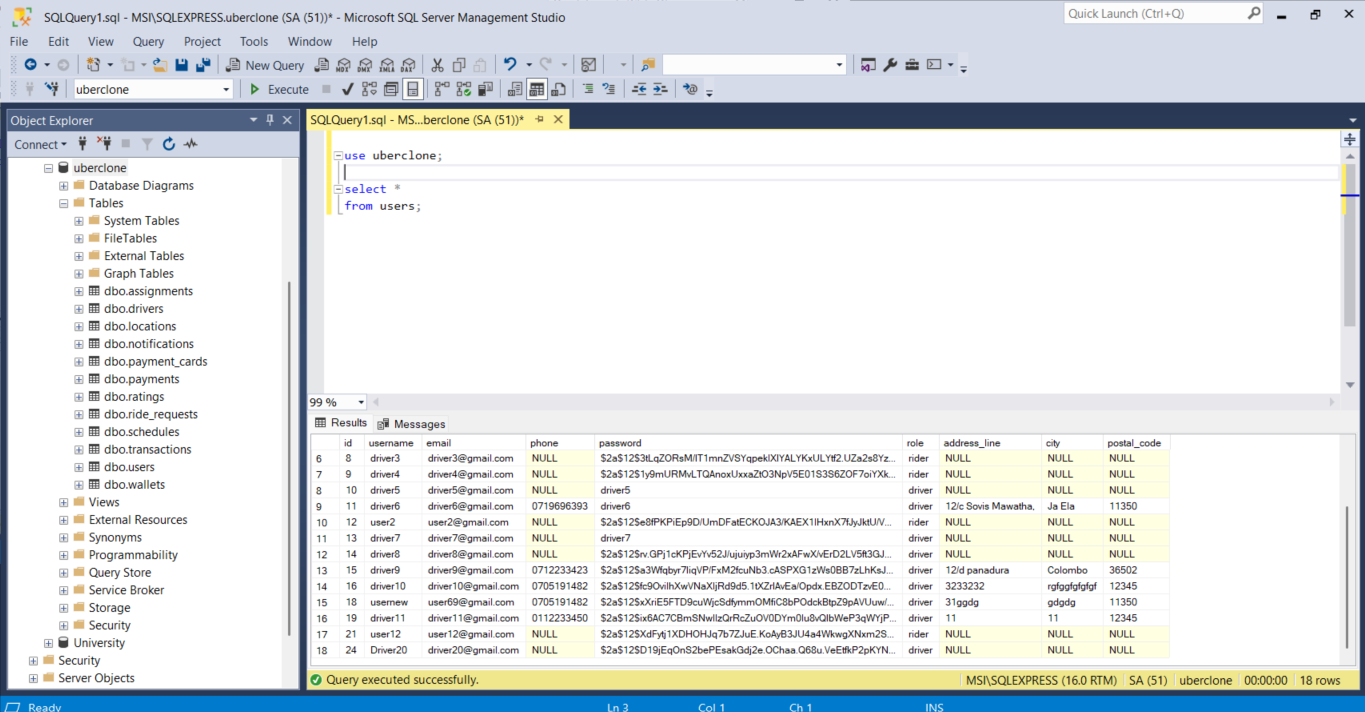 SQLQuery1.sql - MSI\SQLEXPRESS.uberclone (SA (51))* - Microsoft SQL Server Management Studio
Quick Launch (Ctrl+Q)
File Edit View Query Project Tools Window Help
New Query MDX DMX XMLA DAX
uberclone Execute
Object Explorer
SQLQuery1.sql - MS...berclone (SA (51))*
Connect
uberclone
Database Diagrams
Tables
System Tables
FileTables
External Tables
Graph Tables
dbo.assignments
dbo.drivers
dbo.locations
dbo.notifications
dbo.payment_cards
dbo.payments
dbo.ratings
dbo.ride_requests
dbo.schedules
dbo.transactions
dbo.users
dbo.wallets
Views
External Resources
Synonyms
Programmability
Query Store
Service Broker
Storage
Security
University
Security
Server Objects
use uberclone;
select *
from users;
99 %
Results Messages
id username email phone password role address_line city postal_code
6 8 driver3 driver3@gmail.com NULL rider NULL NULL NULL
7 9 driver4 driver4@gmail.com NULL rider NULL NULL NULL
8 10 driver5 driver5@gmail.com NULL driver5 driver NULL NULL NULL
9 11 driver6 driver6@gmail.com 0719696393 driver6 driver 12/c Sovis Mawatha, Ja Ela 11350
10 12 user2 user2@gmail.com NULL rider NULL NULL NULL
11 13 driver7 driver7@gmail.com NULL driver7 driver NULL NULL NULL
12 14 driver8 driver8@gmail.com NULL driver NULL NULL NULL
13 15 driver9 driver9@gmail.com 0712233423 driver 12/d panadura Colombo 36502
14 16 driver10 driver10@gmail.com 0705191482 driver 3233232 rgfggfgfgfgf 12345
15 18 usernew user69@gmail.com 0705191482 driver 31ggdg gdgdg 11350
16 19 driver11 driver11@gmail.com 0112233450 driver 11 11 12345
17 21 user12 user12@gmail.com NULL rider NULL NULL NULL
18 24 Driver20 driver20@gmail.com NULL driver NULL NULL NULL
Query executed successfully. MSI\SQLEXPRESS (16.0 RTM) SA (51) uberclone 00:00:00 18 rows
Ready Ln 3 Col 1 Ch 1 INS